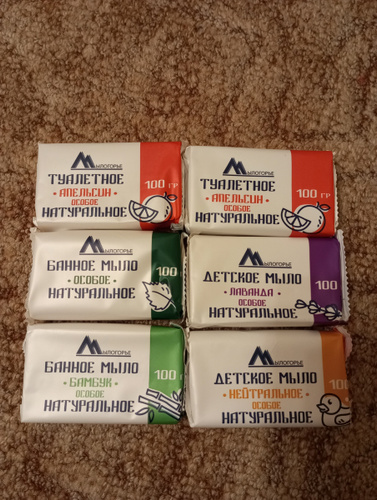 Мылогорье
ТУАЛЕТНОЕ
• АПЕЛЬСИН •
ОСОБОЕ
НАТУРАЛЬНОЕ
100 ГР
Мылогорье
ТУАЛЕТНОЕ
• АПЕЛЬСИН •
ОСОБОЕ
НАТУРАЛЬНОЕ
100 ГР
Мылогорье
БАННОЕ МЫЛО
• ОСОБОЕ •
НАТУРАЛЬНОЕ
100
Мылогорье
ДЕТСКОЕ МЫЛО
• ЛАВАНДА •
ОСОБОЕ
НАТУРАЛЬНОЕ
100
Мылогорье
БАННОЕ МЫЛО
• БАМБУК •
ОСОБОЕ
НАТУРАЛЬНОЕ
100
Мылогорье
ДЕТСКОЕ МЫЛО
• НЕЙТРАЛЬНОЕ •
ОСОБОЕ
НАТУРАЛЬНОЕ